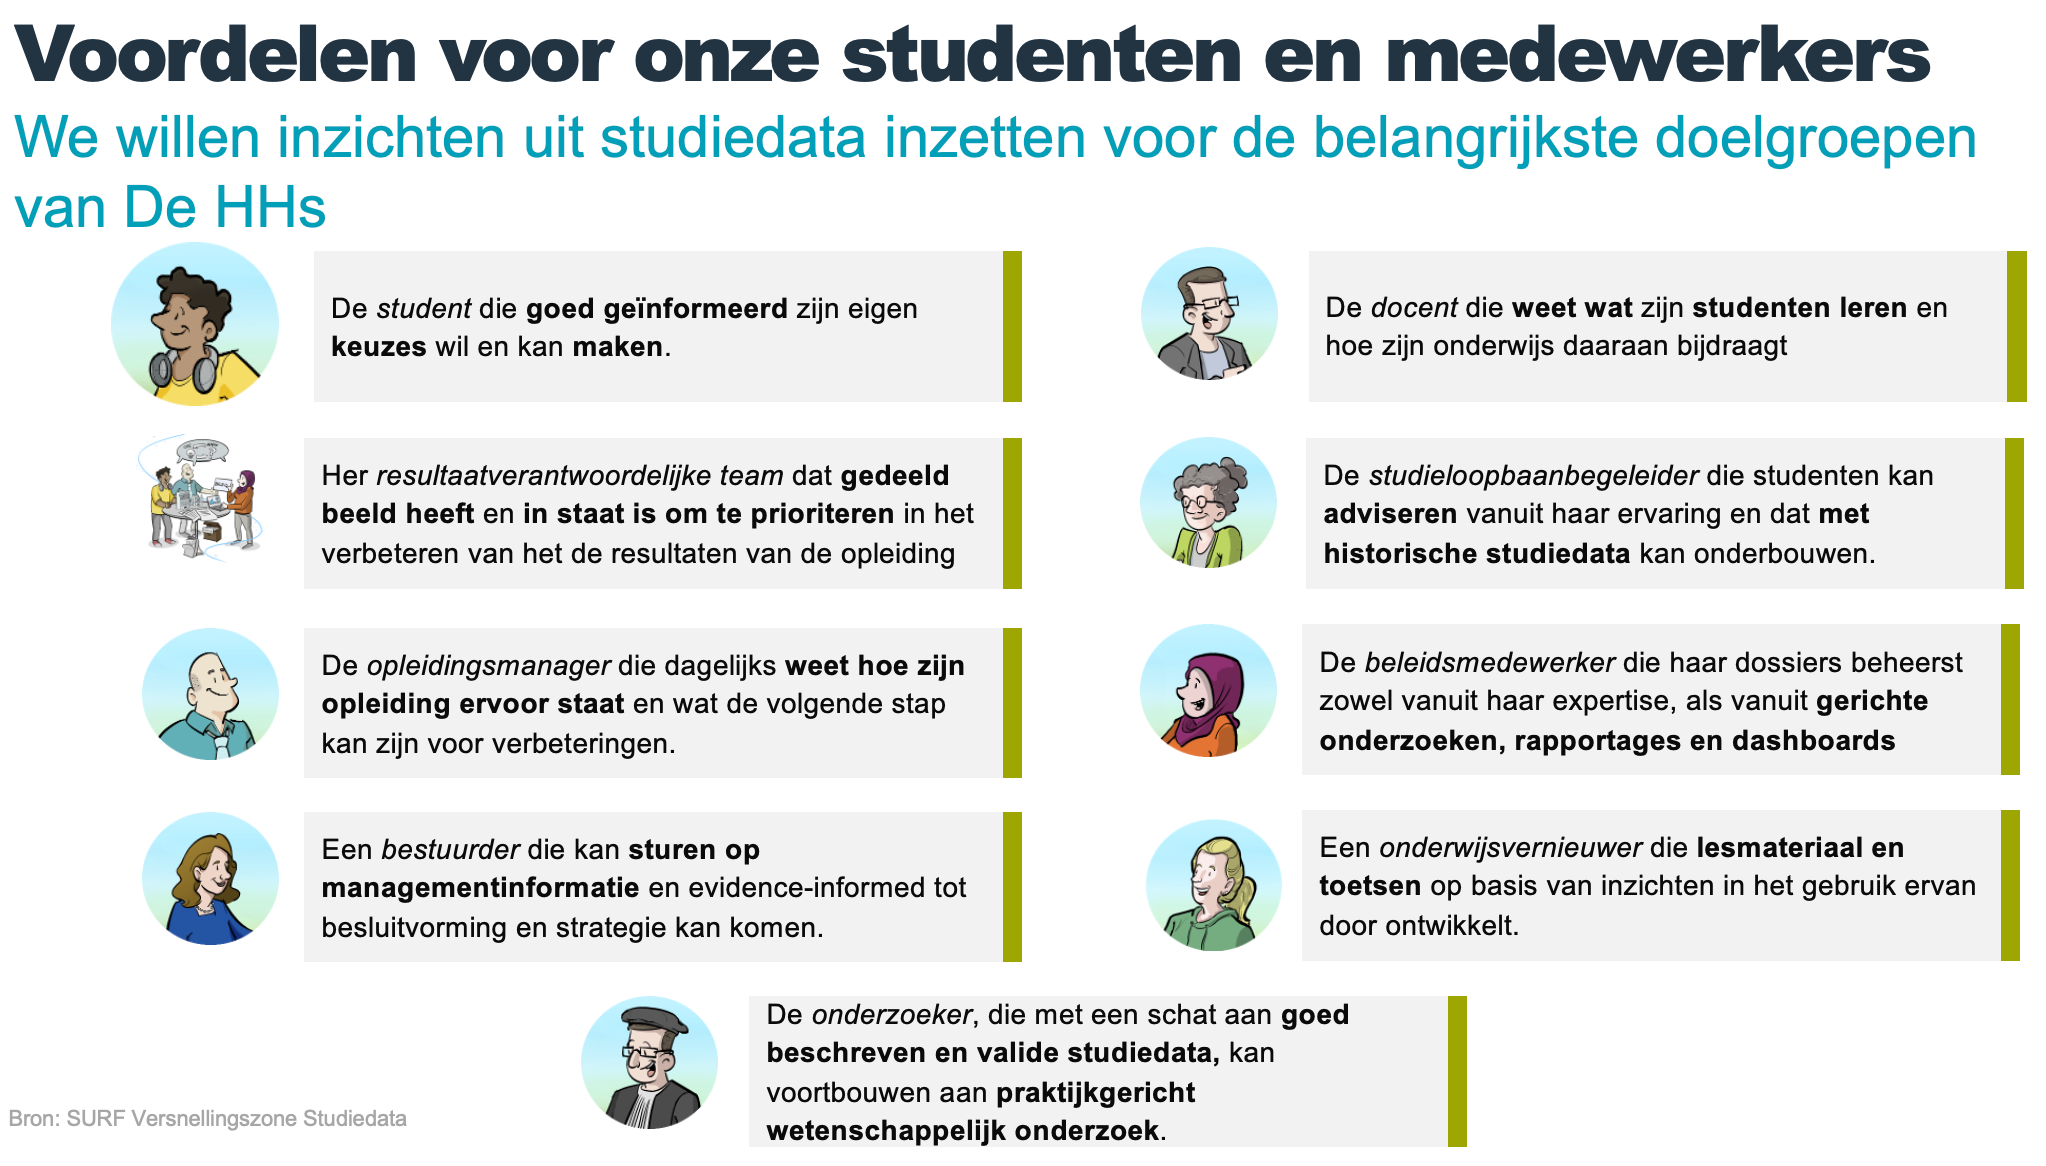 Voordelen voor onze studenten en medewerkers
We willen inzichten uit studiedata inzetten voor de belangrijkste doelgroepen
van De HHs
De student die goed geïnformeerd zijn eigen
keuzes wil en kan maken.
De docent die weet wat zijn studenten leren en
hoe zijn onderwijs daaraan bijdraagt
Her resultaatverantwoordelijke team dat gedeeld
beeld heeft en in staat is om te prioriteren in het
verbeteren van het de resultaten van de opleiding
De studieloopbaanbegeleider die studenten kan
adviseren vanuit haar ervaring en dat met
historische studiedata kan onderbouwen.
De opleidingsmanager die dagelijks weet hoe zijn
opleiding ervoor staat en wat de volgende stap
kan zijn voor verbeteringen.
De beleidsmedewerker die haar dossiers beheerst
zowel vanuit haar expertise, als vanuit gerichte
onderzoeken, rapportages en dashboards
Een bestuurder die kan sturen op
managementinformatie en evidence-informed tot
besluitvorming en strategie kan komen.
Een onderwijsvernieuwer die lesmateriaal en
toetsen op basis van inzichten in het gebruik ervan
door ontwikkelt.
De onderzoeker, die met een schat aan goed
beschreven en valide studiedata, kan
voortbouwen aan praktijkgericht
wetenschappelijk onderzoek.
Bron: SURF Versnellingszone Studiedata